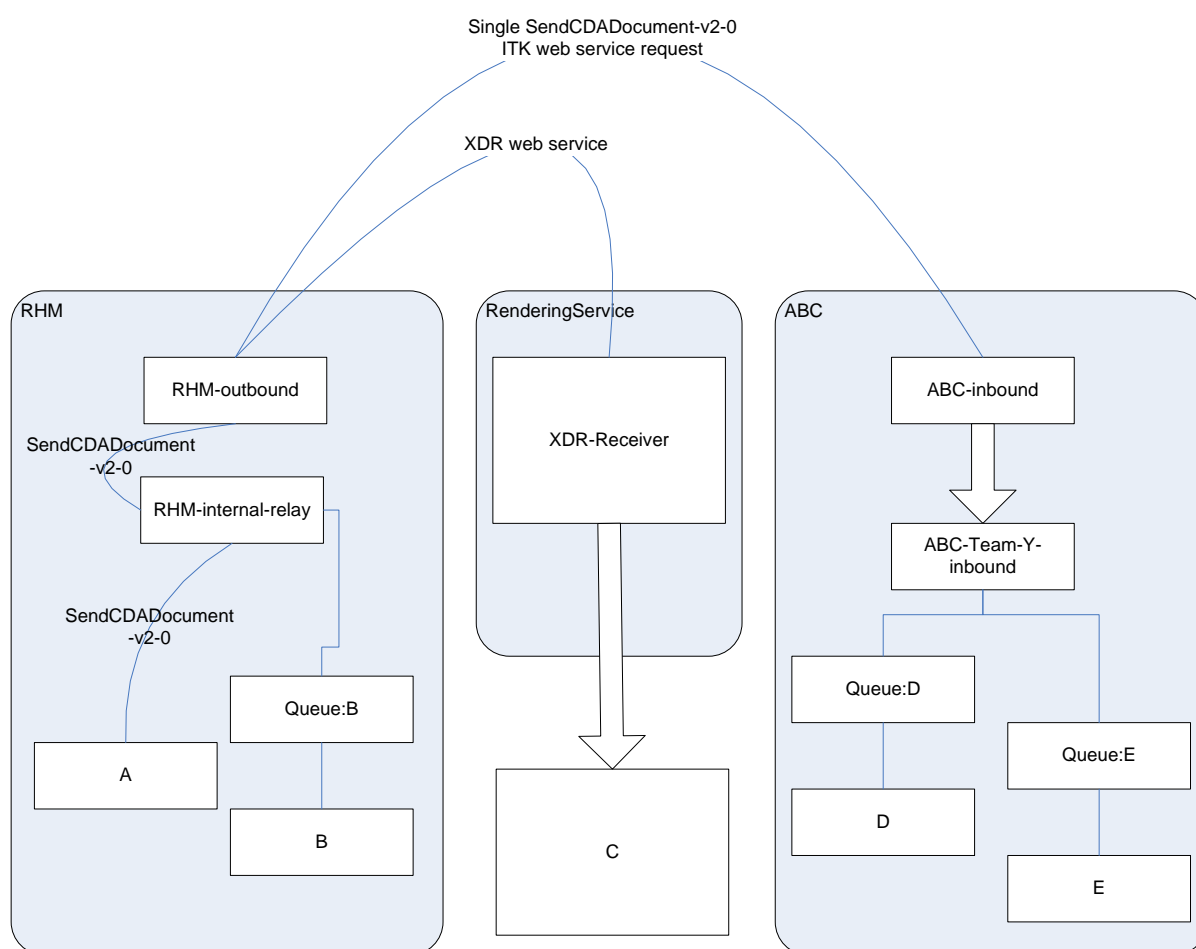 Single SendCDADocument-v2-0
ITK web service request
XDR web service
RHM
RenderingService
ABC
RHM-outbound
XDR-Receiver
ABC-inbound
SendCDADocument
-v2-0
RHM-internal-relay
ABC-Team-Y-
inbound
SendCDADocument
-v2-0
Queue:B
Queue:D
Queue:E
A
B
C
D
E